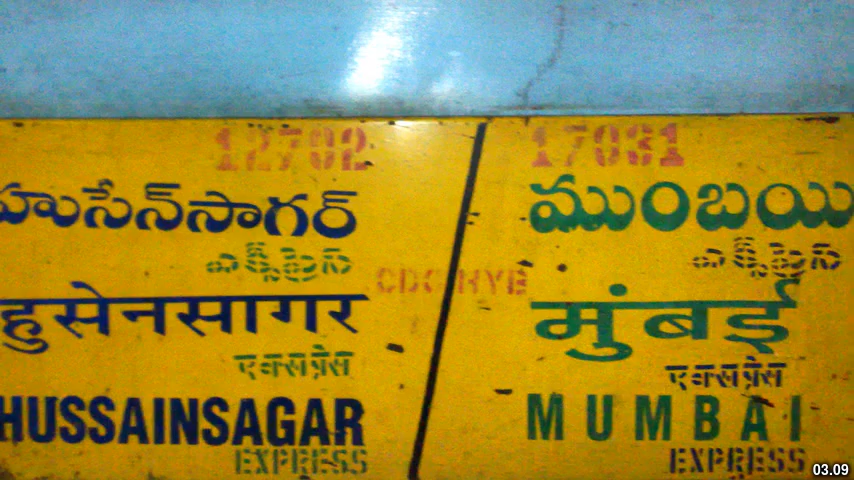 12702
హుసేన్‌సాగర్
ఎక్స్‌ప్రెస్
हुसेनसागर
एक्सप्रेस
HUSSAINSAGAR
EXPRESS
CDC HYB
17031
ముంబయి
ఎక్స్‌ప్రెస్
मुंबई
एक्सप्रेस
MUMBAI
EXPRESS
03.09